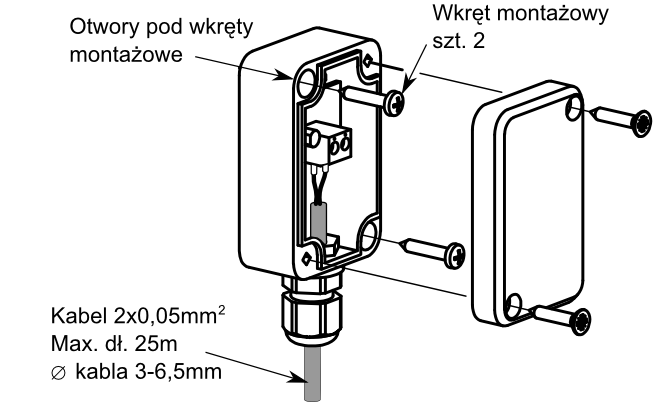 Otwory pod wkręty
montażowe
Wkręt montażowy
szt. 2
Kabel 2x0,05mm²
Max. dł. 25m
∅ kabla 3-6,5mm